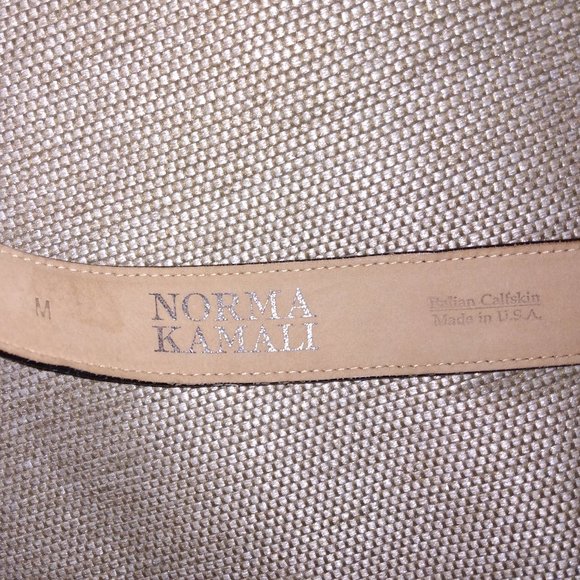 M
NORMA
KAMALI
Italian Calfskin
Made in U.S.A.